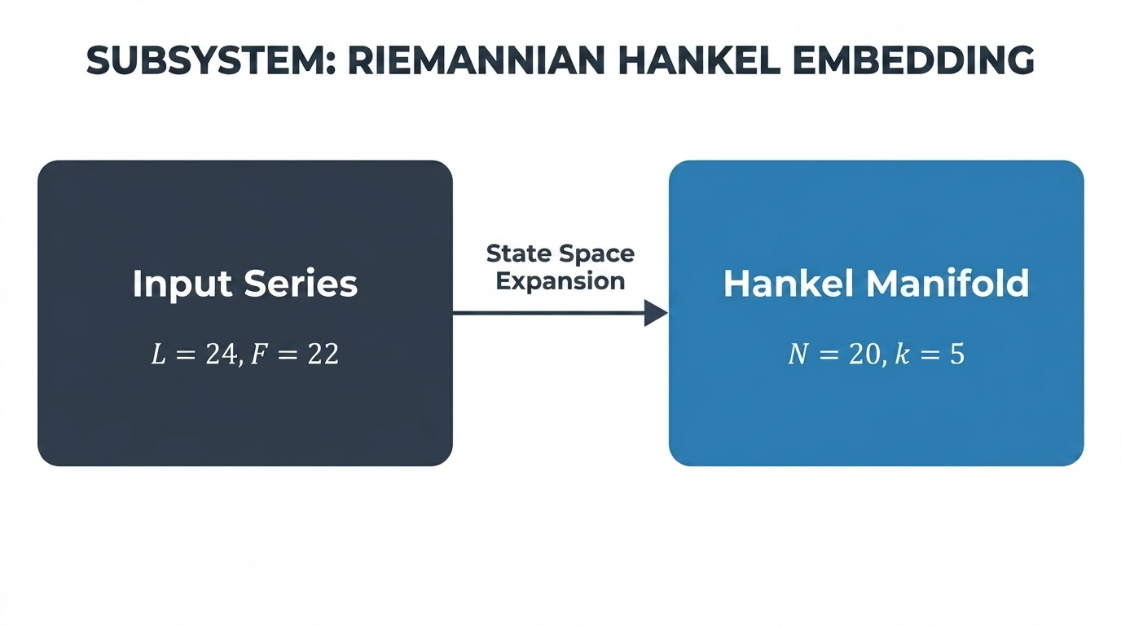 SUBSYSTEM: RIEMANNIAN HANKEL EMBEDDING
Input Series
L = 24, F = 22
State Space
Expansion
Hankel Manifold
N = 20, k = 5